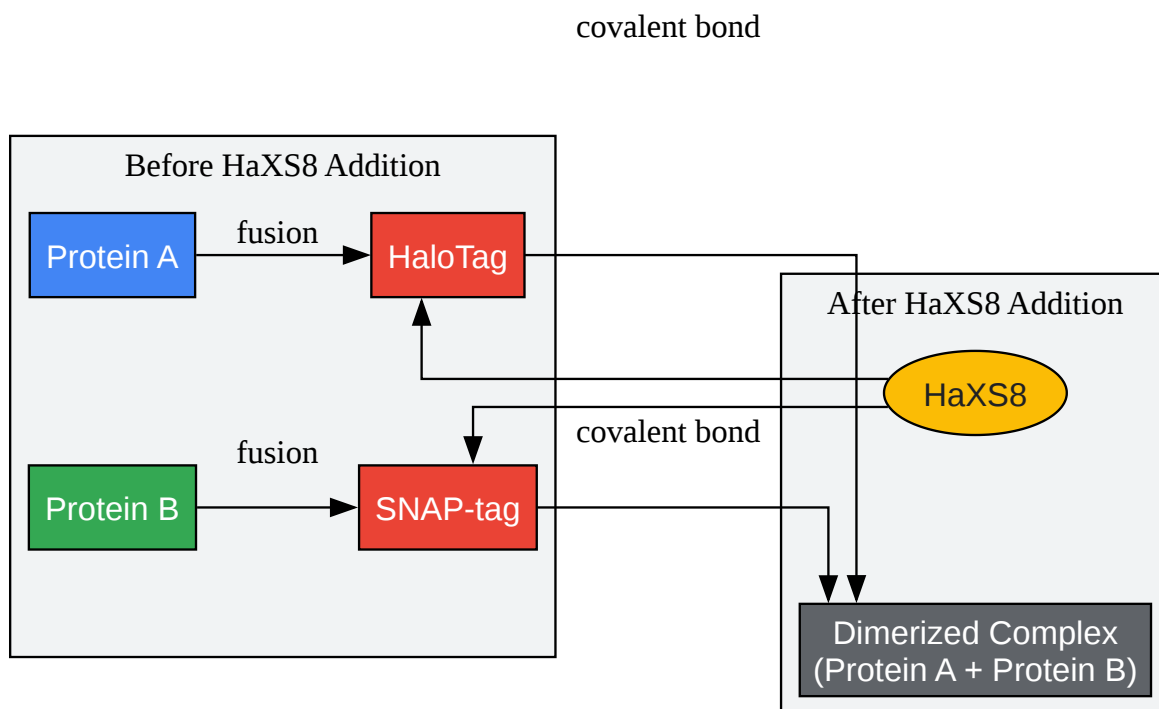 covalent bond
Before HaXS8 Addition
Protein A
fusion
HaloTag
After HaXS8 Addition
HaXS8
covalent bond
Protein B
fusion
SNAP-tag
Dimerized Complex
(Protein A + Protein B)